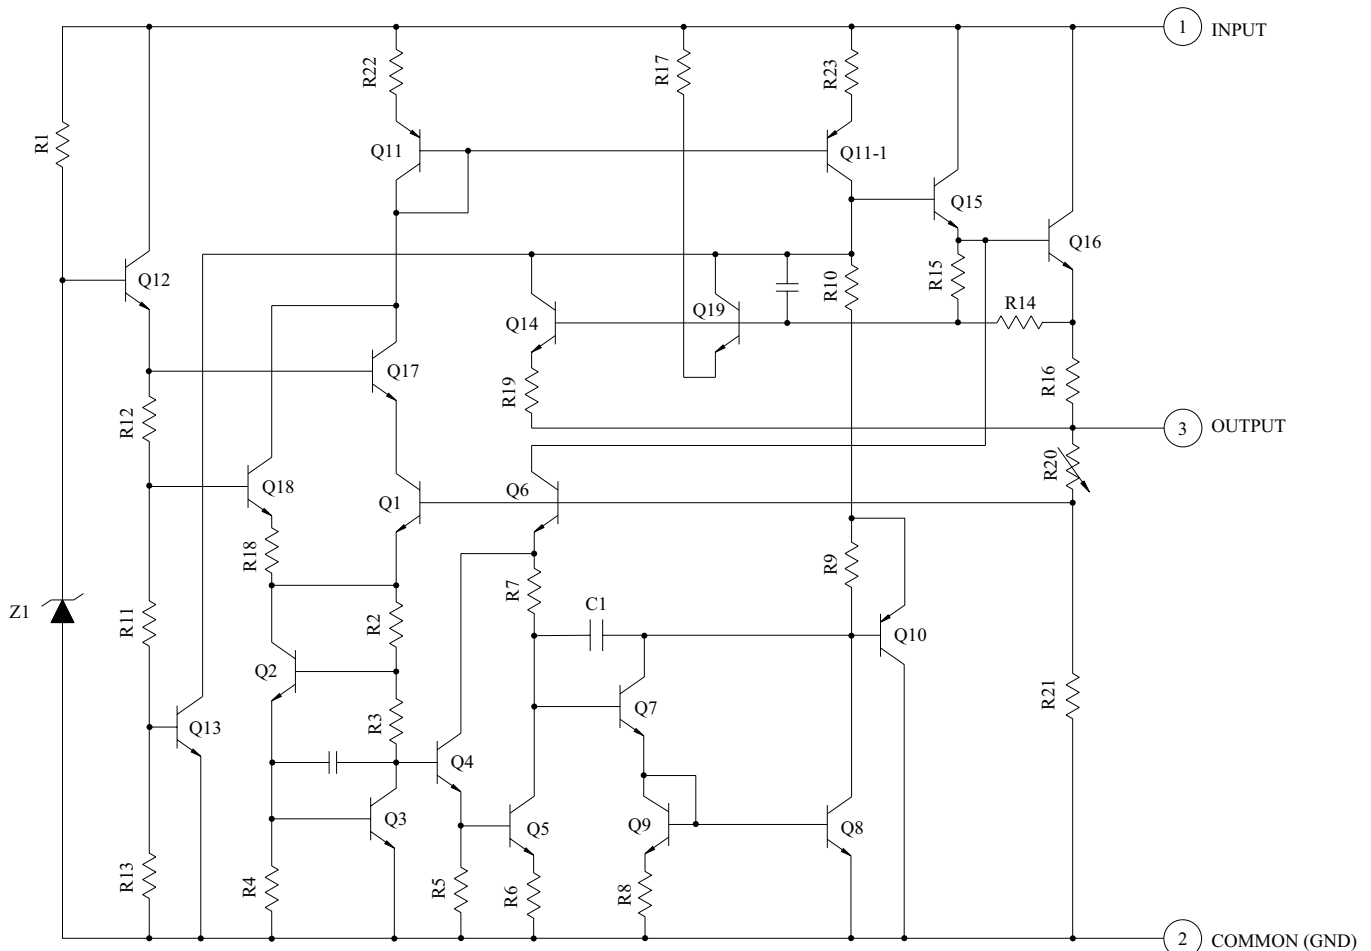 1
INPUT
R22
R17
R23
R1
Q11
Q11-1
Q15
Q16
Q12
R15
R10
R14
Q14
Q19
Q17
R19
R16
R12
3
OUTPUT
R20
Q18
Q1
Q6
R18
R9
R7
C1
Z1
R11
R2
Q10
Q2
R21
Q7
R3
Q13
Q4
Q3
Q5
Q9
Q8
R13
R4
R5
R6
R8
2
COMMON (GND)